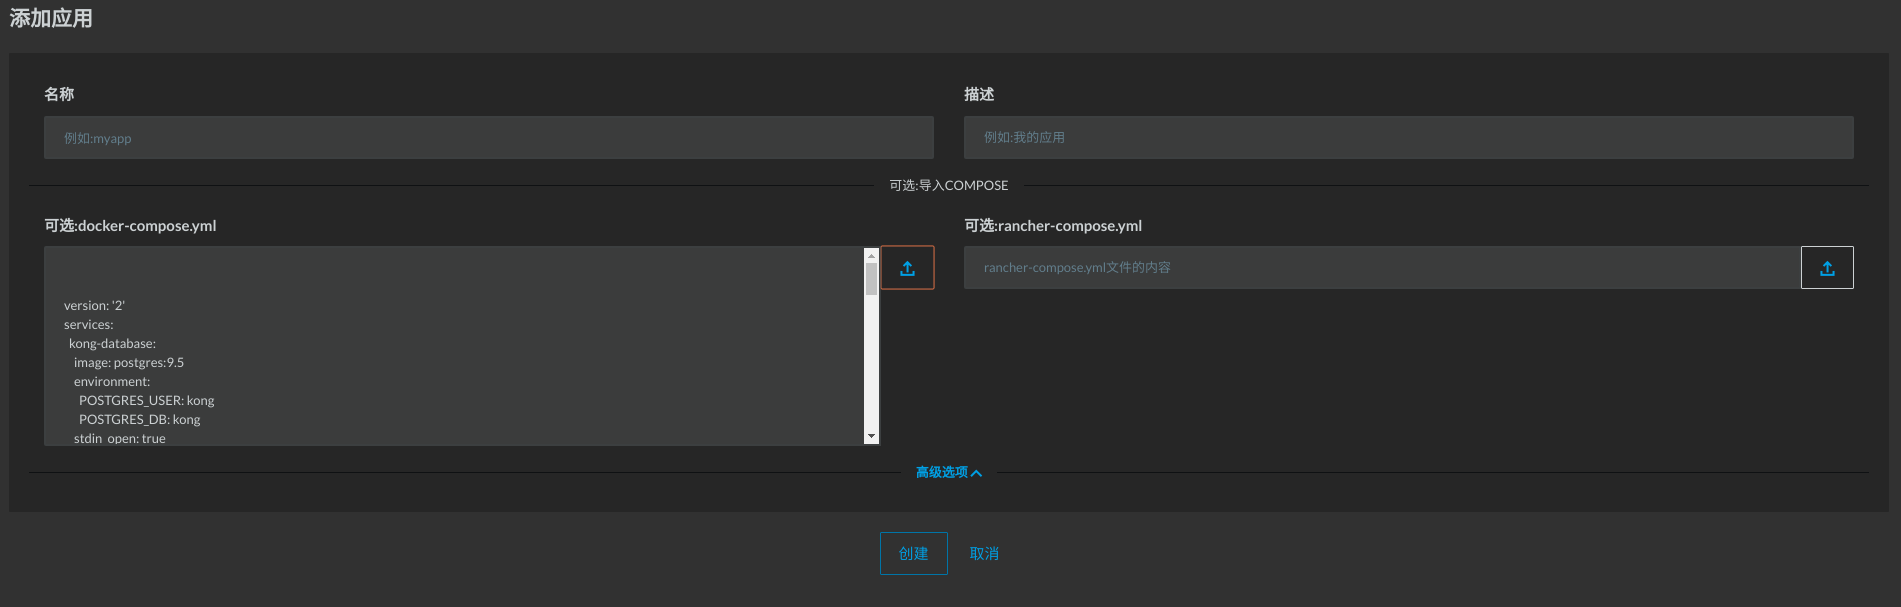 添加应用
名称
描述
例如:myapp
例如:我的应用
可选:导入COMPOSE
可选:docker-compose.yml
可选:rancher-compose.yml
rancher-compose.yml文件的内容
version: '2'
services:
kong-database:
image: postgres:9.5
environment:
POSTGRES_USER: kong
POSTGRES_DB: kong
stdin_open: true
高级选项
创建
取消